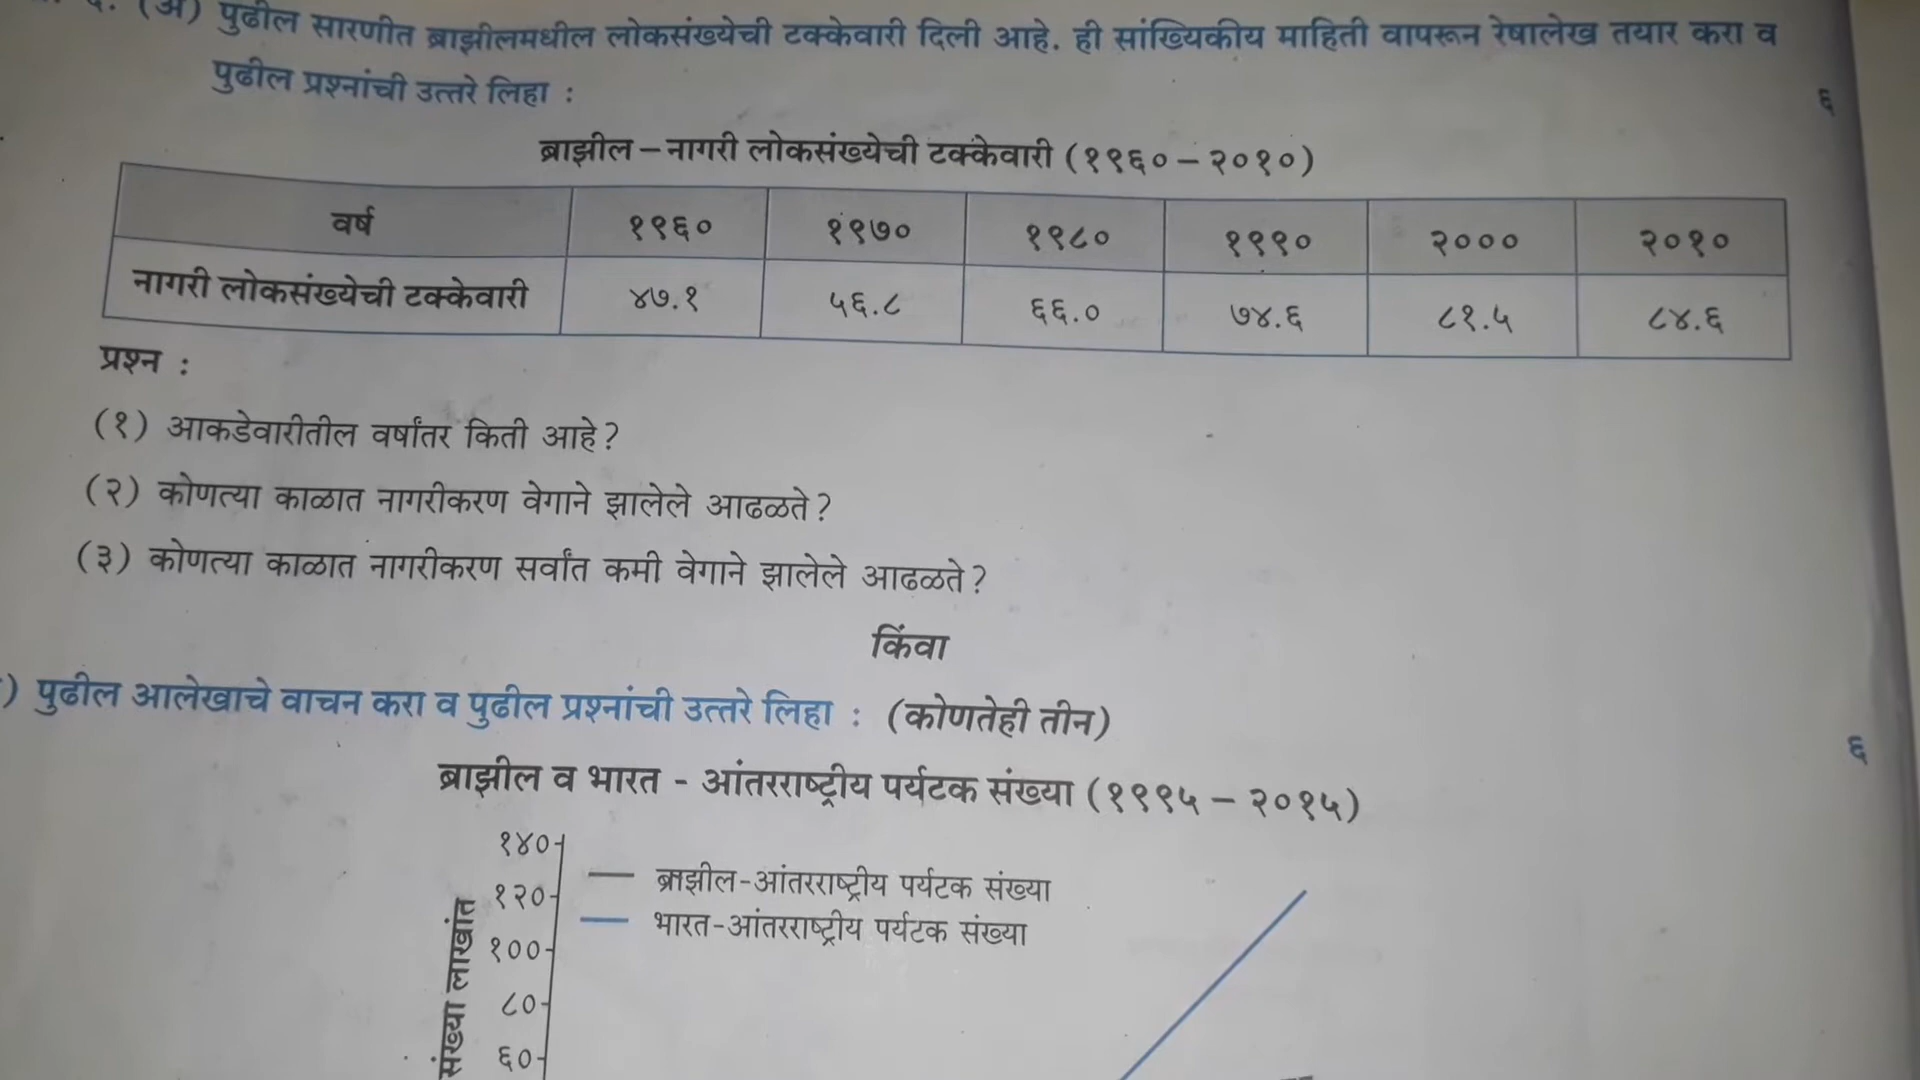 ५. (अ) पुढील सारणीत ब्राझीलमधील लोकसंख्येची टक्केवारी दिली आहे. ही सांख्यिकीय माहिती वापरून रेषालेख तयार करा व
पुढील प्रश्नांची उत्तरे लिहा : ६
ब्राझील – नागरी लोकसंख्येची टक्केवारी (१९६० – २०१०)
वर्ष १९६० १९७० १९८० १९९० २००० २०१०
नागरी लोकसंख्येची टक्केवारी ४७.१ ५६.८ ६६.० ७४.६ ८१.५ ८४.६
प्रश्न :
(१) आकडेवारीतील वर्षांतर किती आहे?
(२) कोणत्या काळात नागरीकरण वेगाने झालेले आढळते?
(३) कोणत्या काळात नागरीकरण सर्वांत कमी वेगाने झालेले आढळते?
किंवा
) पुढील आलेखाचे वाचन करा व पुढील प्रश्नांची उत्तरे लिहा : (कोणतेही तीन) ६
ब्राझील व भारत - आंतरराष्ट्रीय पर्यटक संख्या (१९९५ – २०१५)
१४०
ब्राझील-आंतरराष्ट्रीय पर्यटक संख्या
१२०
भारत-आंतरराष्ट्रीय पर्यटक संख्या
१००
८०
६०
संख्या लाखांत